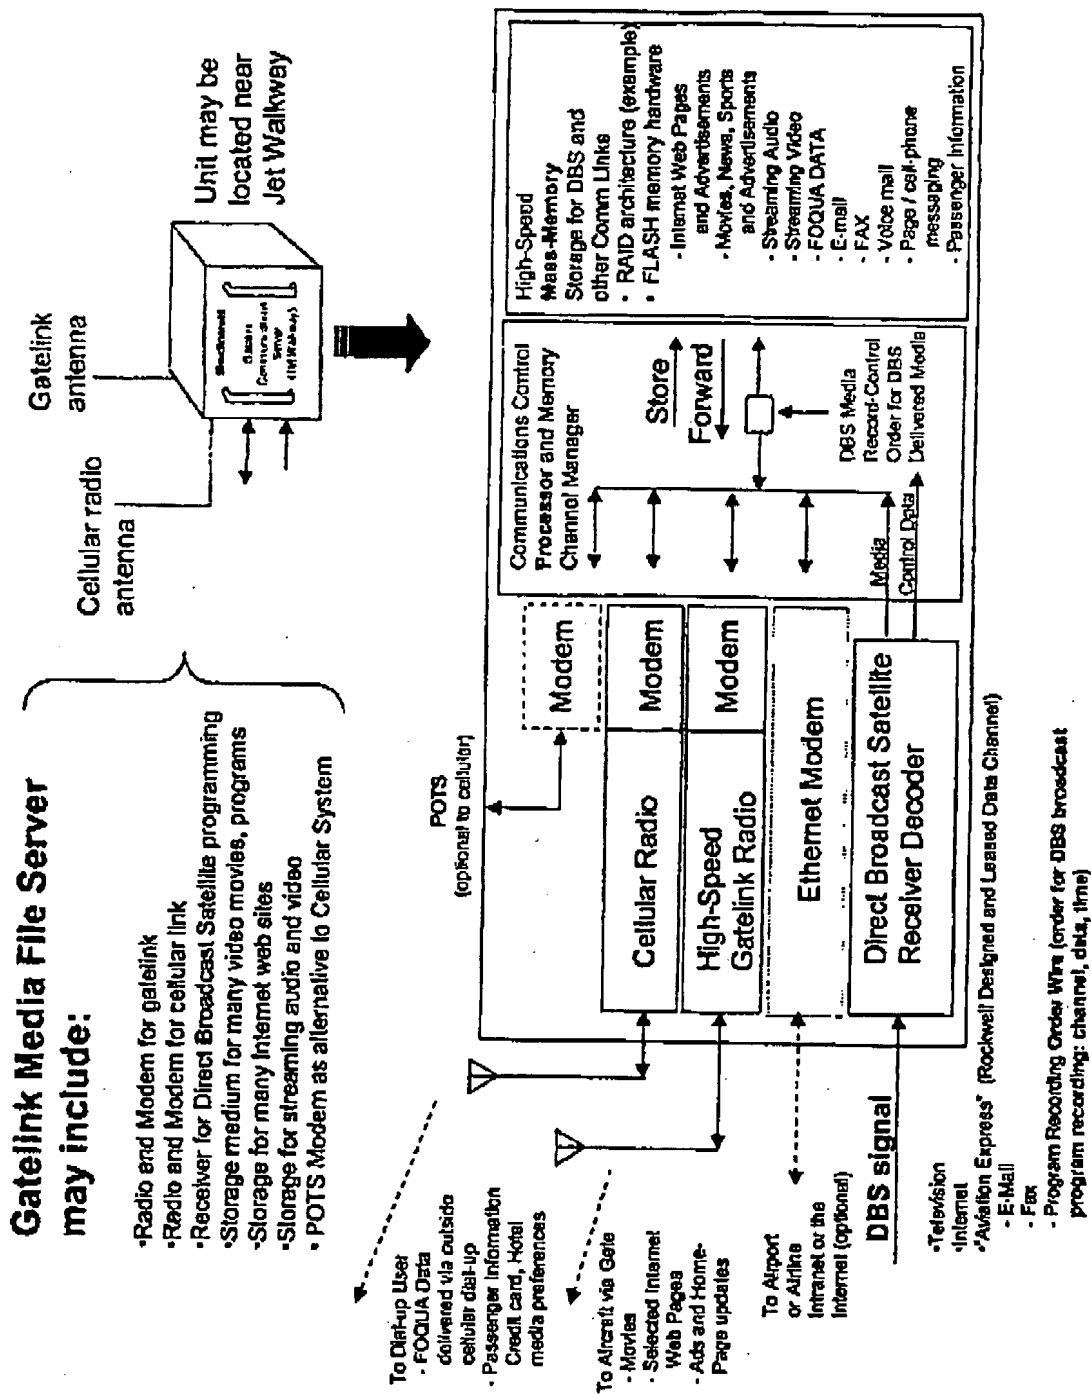 Gatelink Media File Server
may include:
•Radio and Modem for gatelink
•Radio and Modem for cellular link
•Receiver for Direct Broadcast Satellite programming
•Storage medium for many video movies, programs
•Storage for many Internet web sites
•Storage for streaming audio and video
• POTS Modem as alternative to Cellular System
Cellular radio
antenna
Gatelink
antenna
Unit may be
located near
Jet Walkway
Server
To Dial-up User
- FOQUA Data
delivered via outside
cellular dial-up
- Passenger Information
Credit card, Hotel
media preferences
To Aircraft via Gate
- Movies
- Selected Internet
Web Pages
- Ads and Home-
Page updates
To Airport
or Airline
Intranet or the
Internet (optional)
DBS signal
•Television
•Internet
•"Aviation Express" (Rockwell Designed and Leased Data Channel)
- E-Mail
- Fax
- Program Recording Order Wire (order for DBS broadcast
program recording: channel, data, time)
POTS
(optional to cellular)
Modem
Cellular Radio
Modem
High-Speed
Gatelink Radio
Modem
Ethernet Modem
Direct Broadcast Satellite
Receiver Decoder
Communications Control
Processor and Memory
Channel Manager
Store
Forward
Media
Control Data
DBS Media
Record-Control
Order for DBS
Delivered Media
High-Speed
Mass-Memory
Storage for DBS and
other Comm Links
• RAID architecture (example)
• FLASH memory hardware
- Internet Web Pages
and Advertisements
- Movies, News, Sports
and Advertisements
- Streaming Audio
- Streaming Video
- FOQUA DATA
- E-mail
- FAX
- Voice mail
- Page / cell-phone
messaging
- Passenger Information